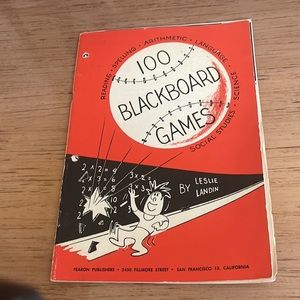 READING · SPELLING · ARITHMETIC · LANGUAGE · SOCIAL STUDIES · SCIENCE
100
BLACKBOARD
GAMES
BY LESLIE
LANDIN
FEARON PUBLISHERS · 2450 FILLMORE STREET · SAN FRANCISCO 15, CALIFORNIA